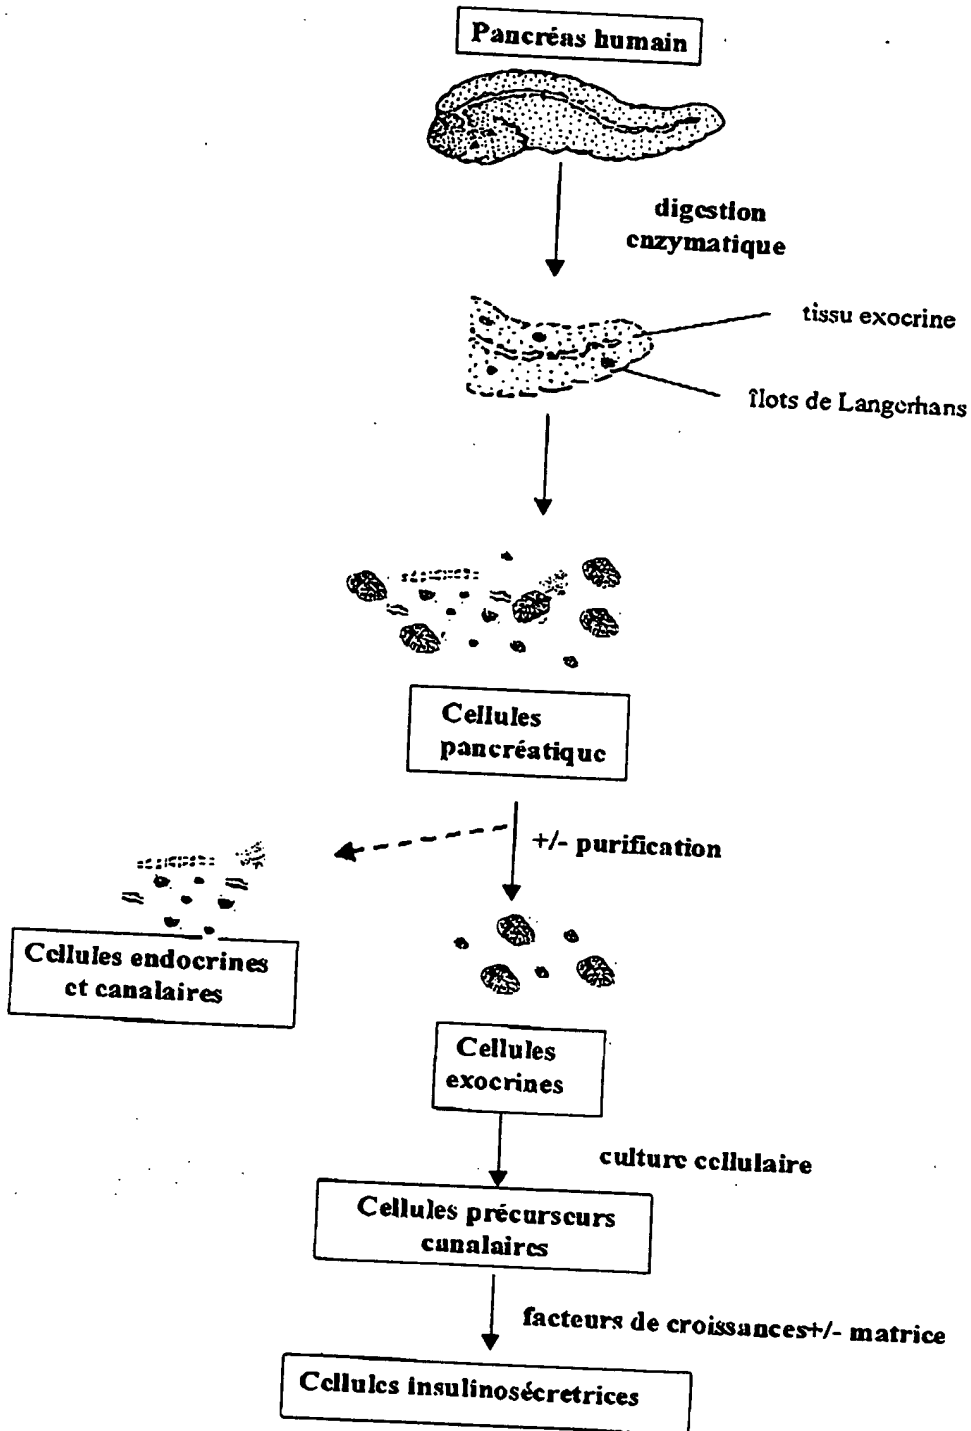 Pancréas humain
digestion
enzymatique
tissu exocrine
îlots de Langerhans
Cellules
pancréatique
+/- purification
Cellules endocrines
et canalaires
Cellules
exocrines
culture cellulaire
Cellules précurseurs
canalaires
facteurs de croissances+/- matrice
Cellules insulinosécretrices